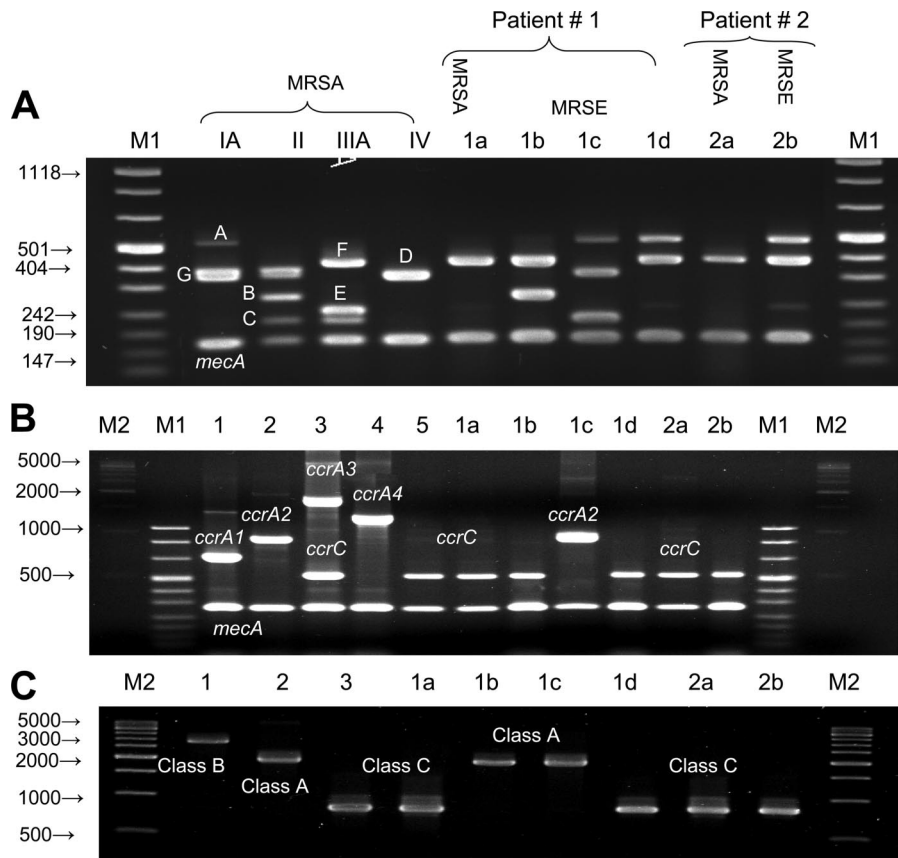 Patient # 1 Patient # 2
MRSA MRSA MRSA MRSE
MRSE
A
M1 IA II IIIA IV 1a 1b 1c 1d 2a 2b M1
A
1118→
A F D
501→
404→ G
B E
242→ C
190→
147→ mecA
B
M2 M1 1 2 3 4 5 1a 1b 1c 1d 2a 2b M1 M2
5000→ ccrA3
2000→ ccrA4
ccrA2 ccrA2
1000→ ccrA1 ccrC ccrC ccrC
500→
mecA
C
M2 1 2 3 1a 1b 1c 1d 2a 2b M2
5000→
3000→ Class A
2000→ Class B Class C Class C
Class A
1000→
500→